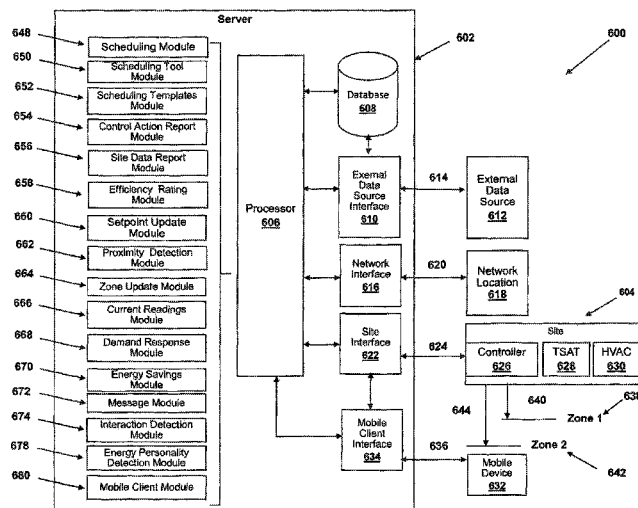 Server
648
Scheduling Module
650
Scheduling Tool
Module
652
Scheduling Templates
Module
654
Control Action Report
Module
656
Site Data Report
Module
658
Efficiency Rating
Module
660
Setpoint Update
Module
662
Proximity Detection
Module
664
Zone Update Module
666
Current Readings
Module
668
Demand Response
Module
670
Energy Savings
Module
672
Message Module
674
Interaction Detection
Module
678
Energy Personality
Detection Module
680
Mobile Client Module
Processor
606
Database
608
External Data
Source
Interface
610
Network
Interface
616
Site
Interface
622
Mobile
Client
Interface
634
602
600
614
External
Data
Source
612
620
Network
Location
618
604
624
Site
Controller
626
TSAT
628
HVAC
630
640
638
644
Zone 1
Zone 2
642
636
Mobile
Device
632